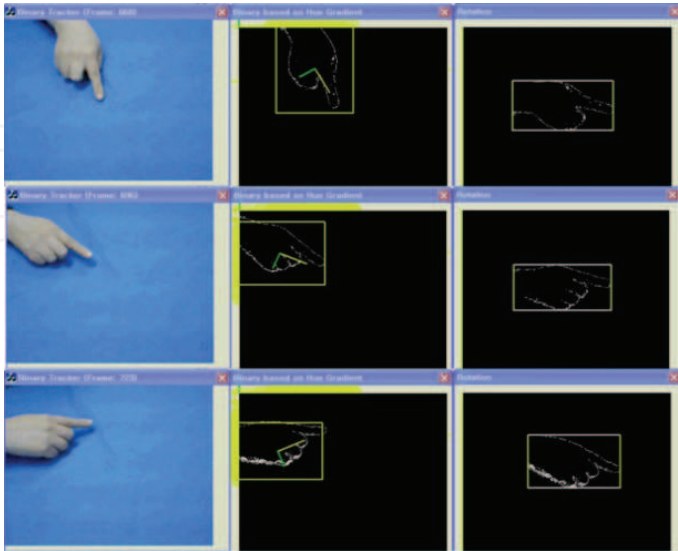 Binary Tracker (Frame:
Binary based on Hue Gradient
Rotation
Binary Tracker (Frame:
Binary based on Hue Gradient
Rotation
Binary Tracker (Frame:
Binary based on Hue Gradient
Rotation